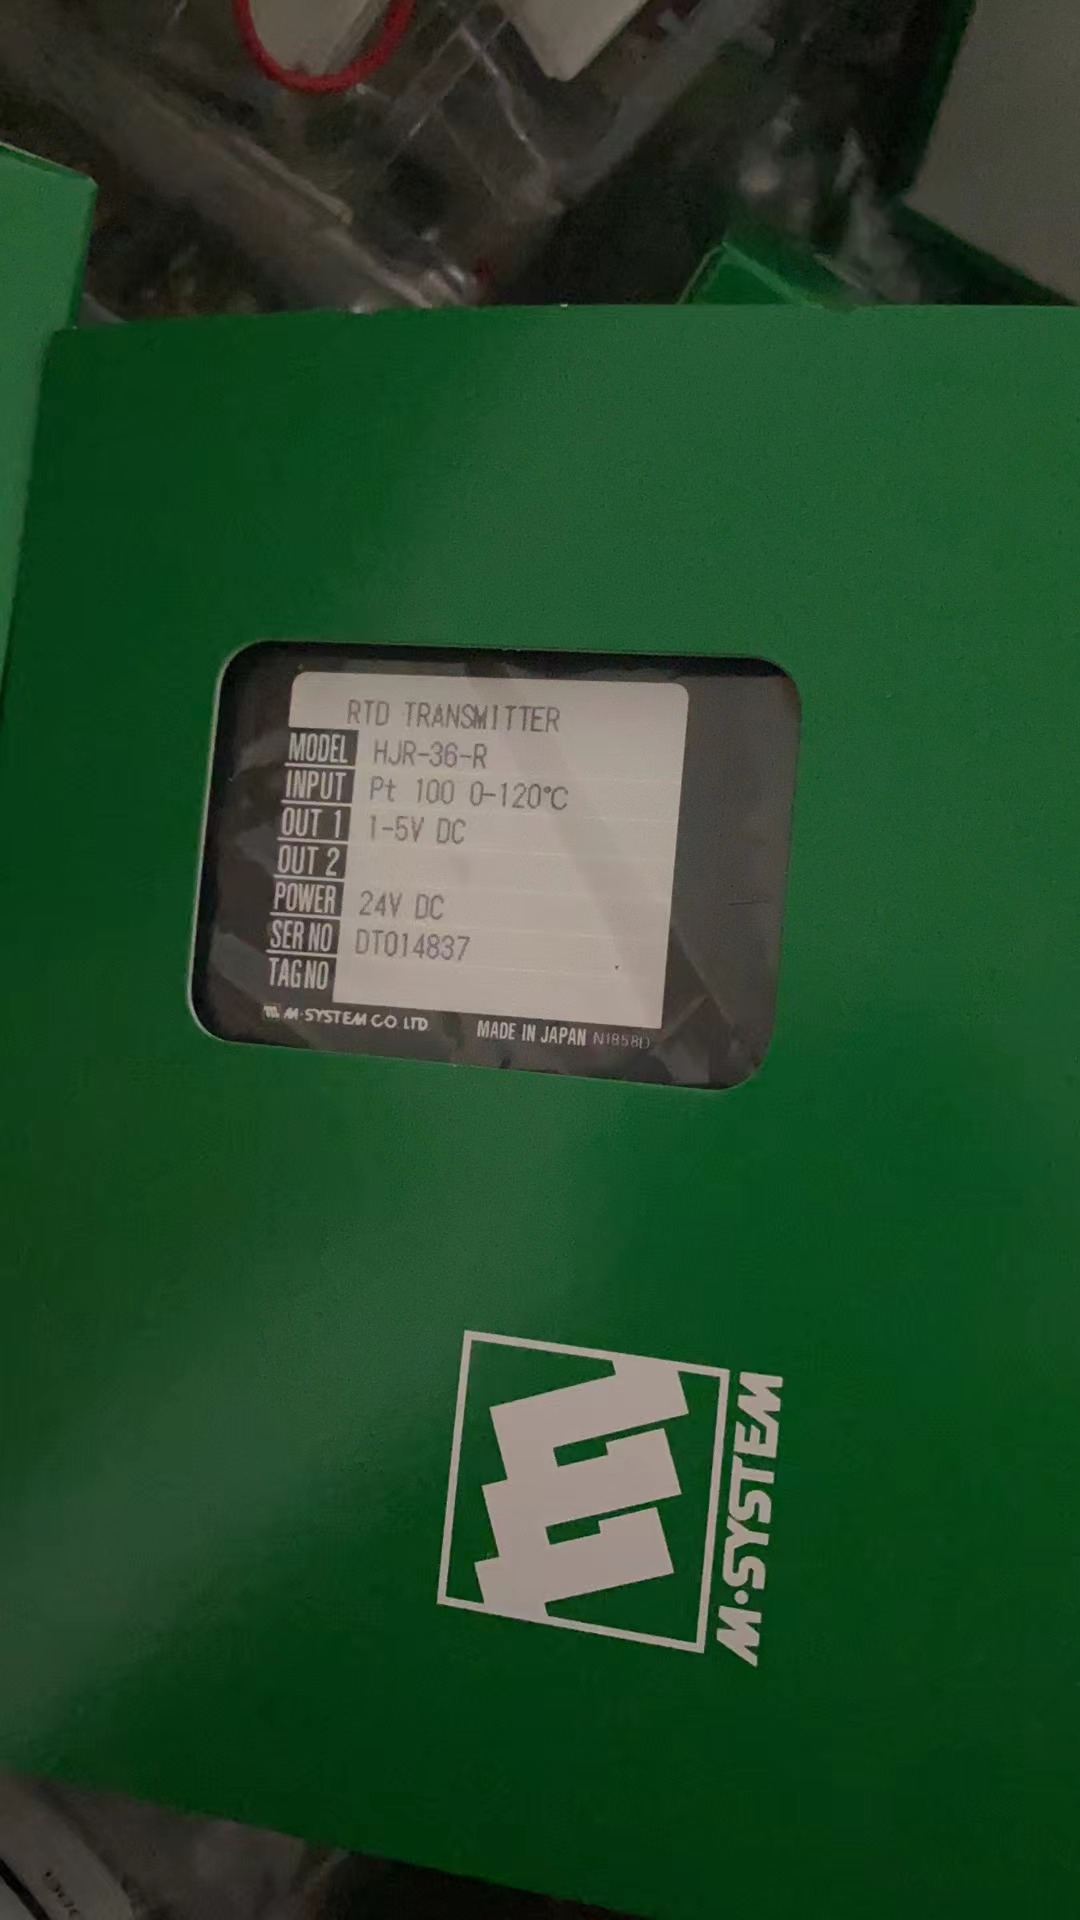 RTD TRANSMITTER
MODEL HJR-36-R
INPUT Pt 100 0-120℃
OUT 1 1-5V DC
OUT 2
POWER 24V DC
SER NO DT014837
TAG NO
M·SYSTEM CO LTD MADE IN JAPAN
M·SYSTEM